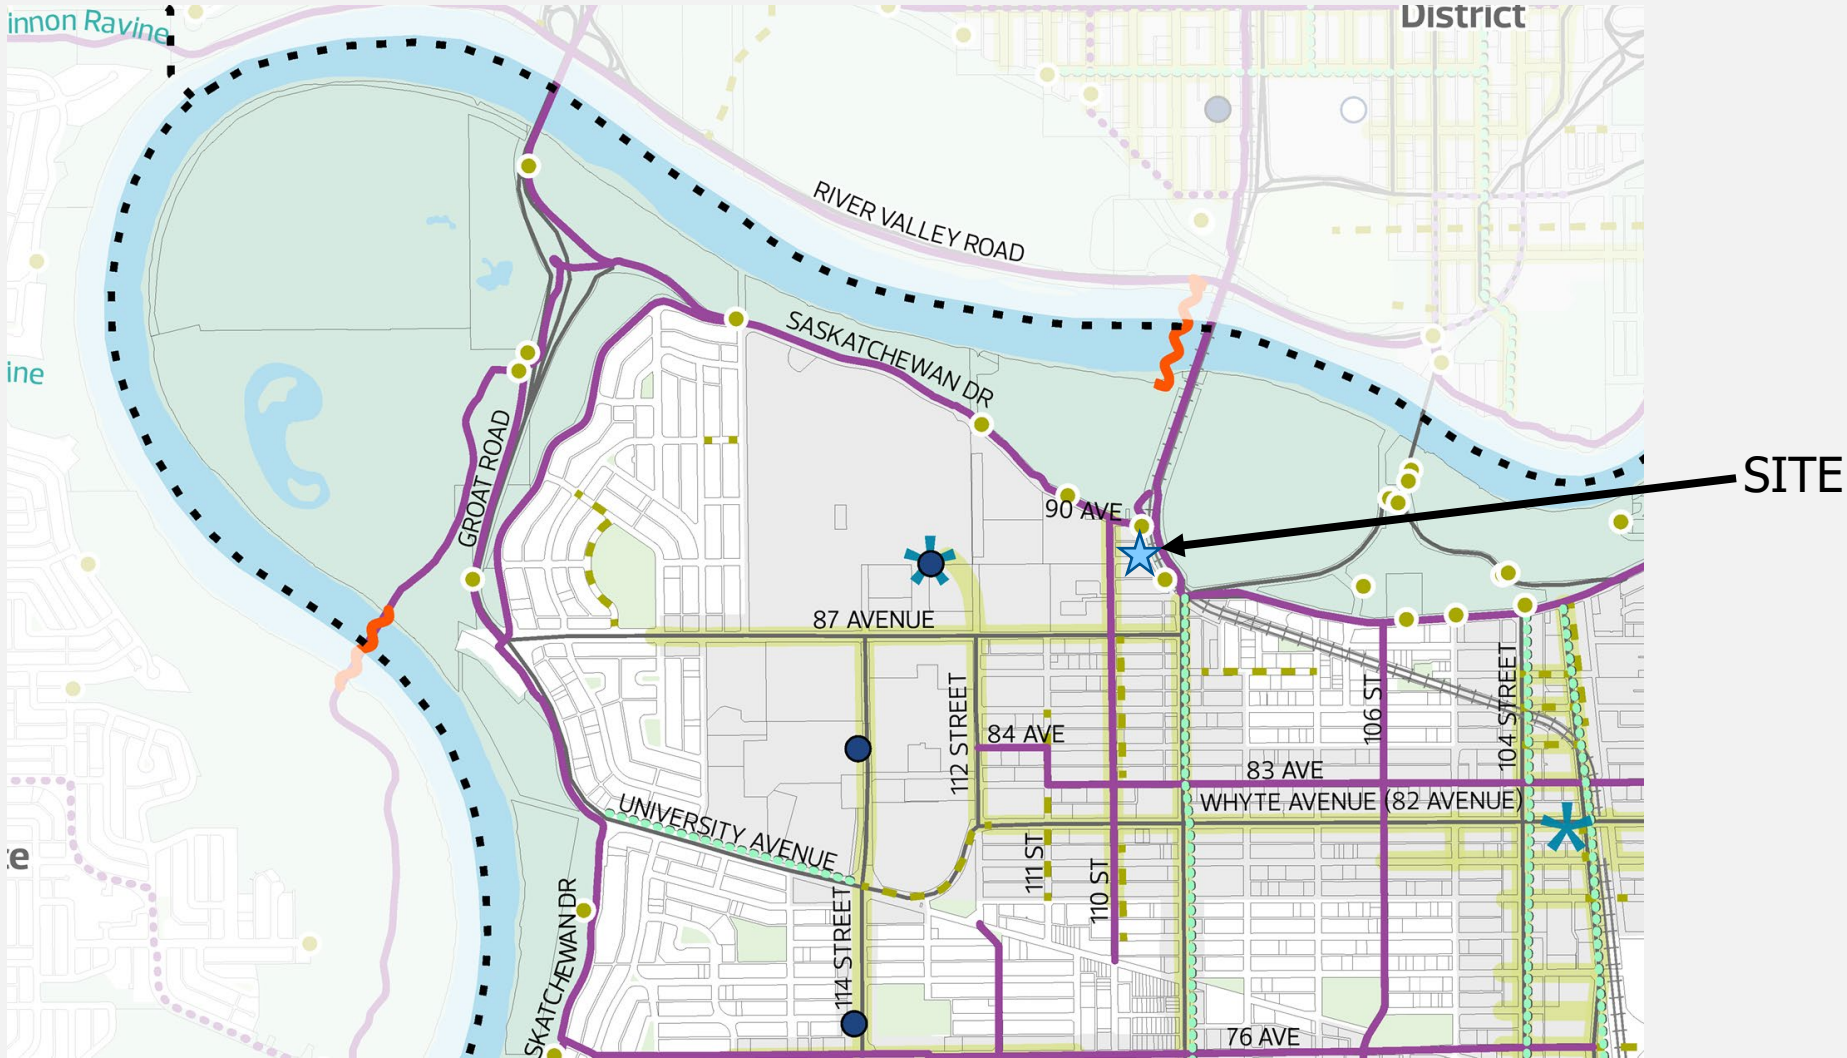 innon Ravine
District
RIVER VALLEY ROAD
SASKATCHEWAN DR
ine
GROAT ROAD
SITE
90 AVE
87 AVENUE
112 STREET
84 AVE
106 ST
104 STREET
83 AVE
WHYTE AVENUE (82 AVENUE)
UNIVERSITY AVENUE
111 ST
110 ST
114 STREET
SKATCHEWAN DR
76 AVE